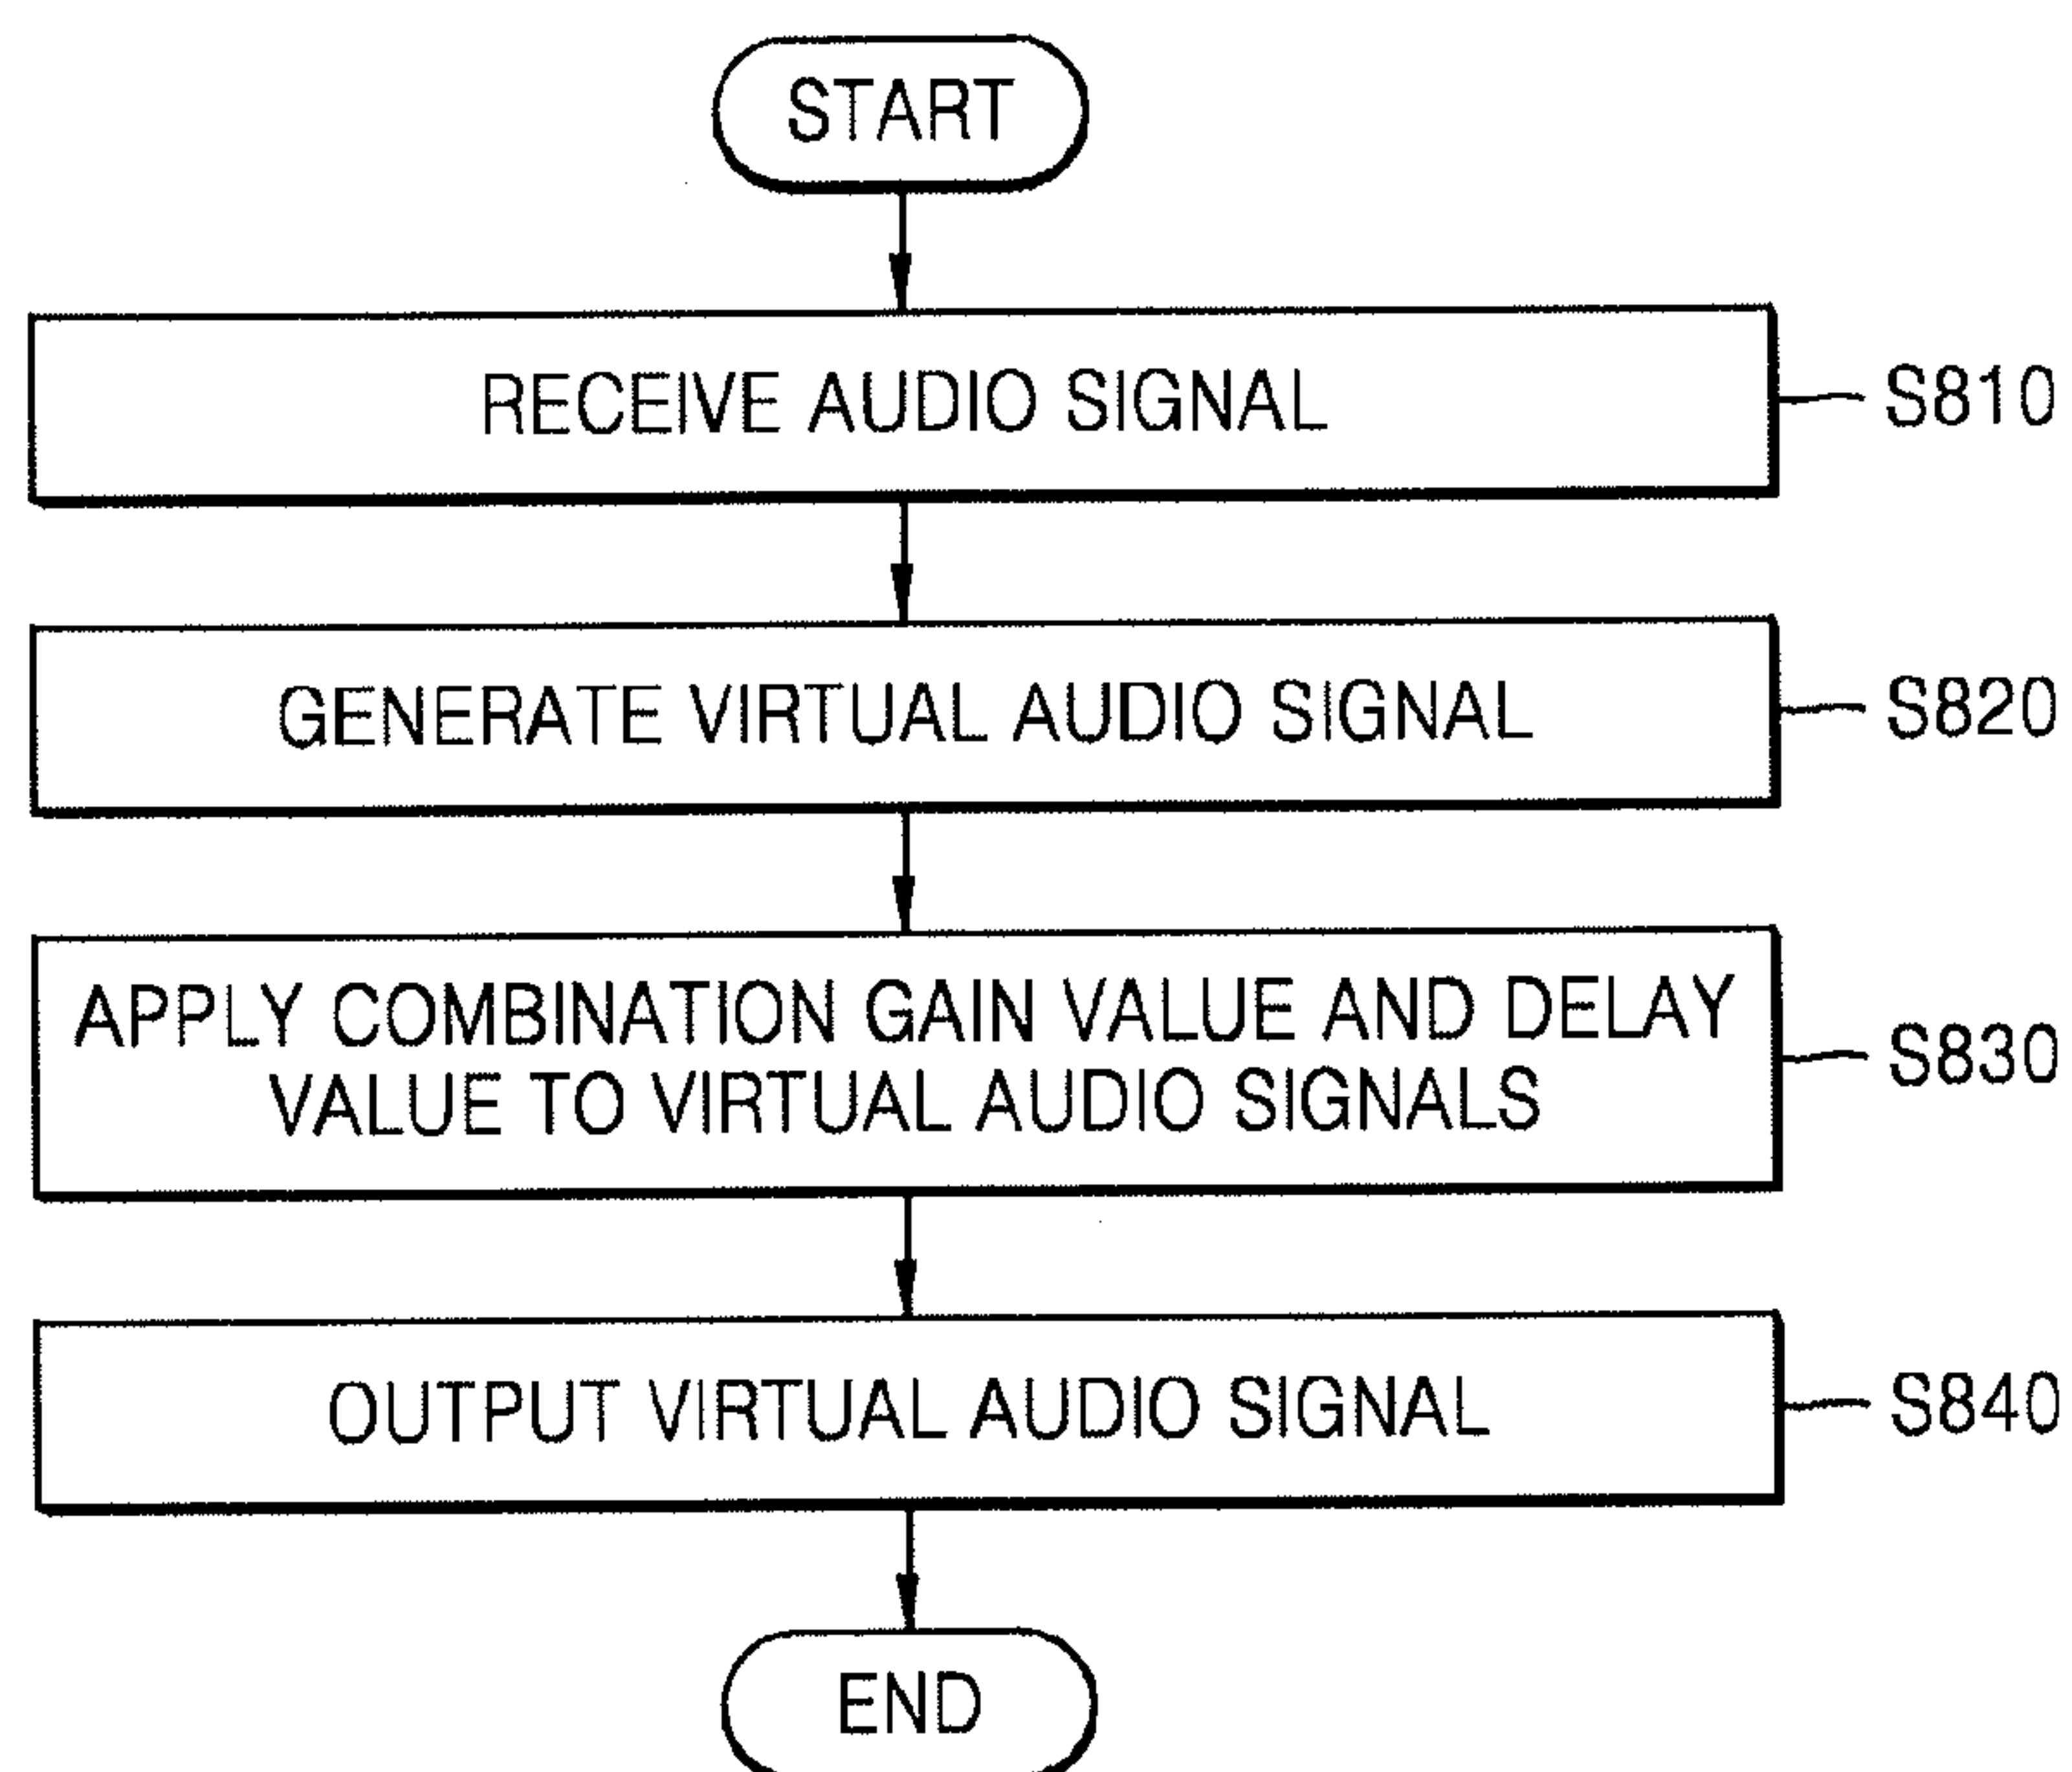 START
RECEIVE AUDIO SIGNAL
S810
GENERATE VIRTUAL AUDIO SIGNAL
S820
APPLY COMBINATION GAIN VALUE AND DELAY
VALUE TO VIRTUAL AUDIO SIGNALS
S830
OUTPUT VIRTUAL AUDIO SIGNAL
S840
END